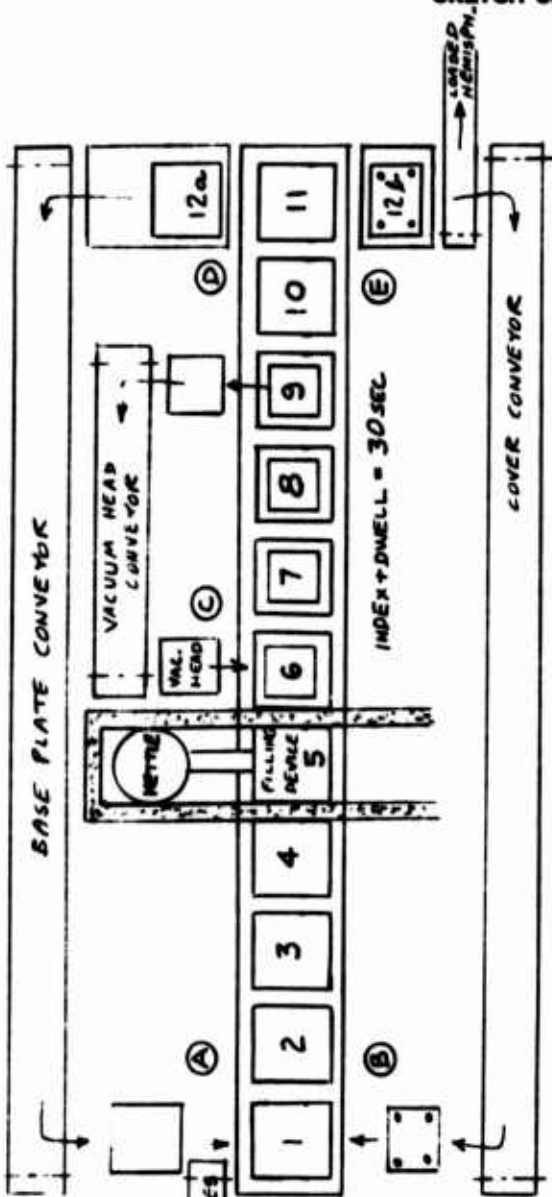 LOADED
HEMISPH.
BASE PLATE CONVEYOR
VACUUM HEAD
CONVEYOR
COVER CONVEYOR
12a
12b
D
E
C
A
B
VAC.
HEAD
KETTLE
FILLING
DEVICE
5
1
2
3
4
6
7
8
9
10
11
INDEX + DWELL = 30 SEC